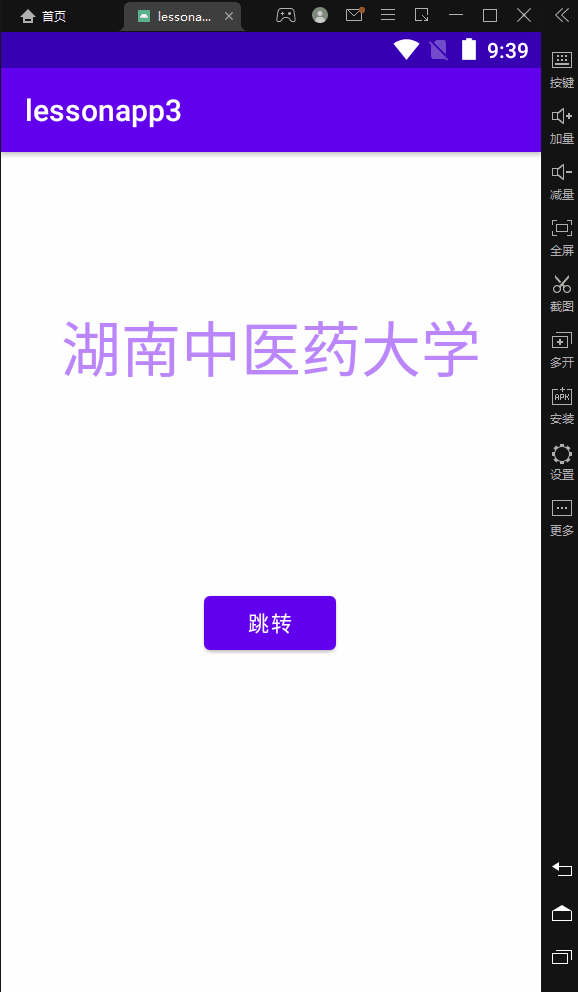 首页
lessona...
9:39
lessonapp3
湖南中医药大学
跳转
按键
加量
减量
全屏
截图
多开
APK
安装
设置
更多